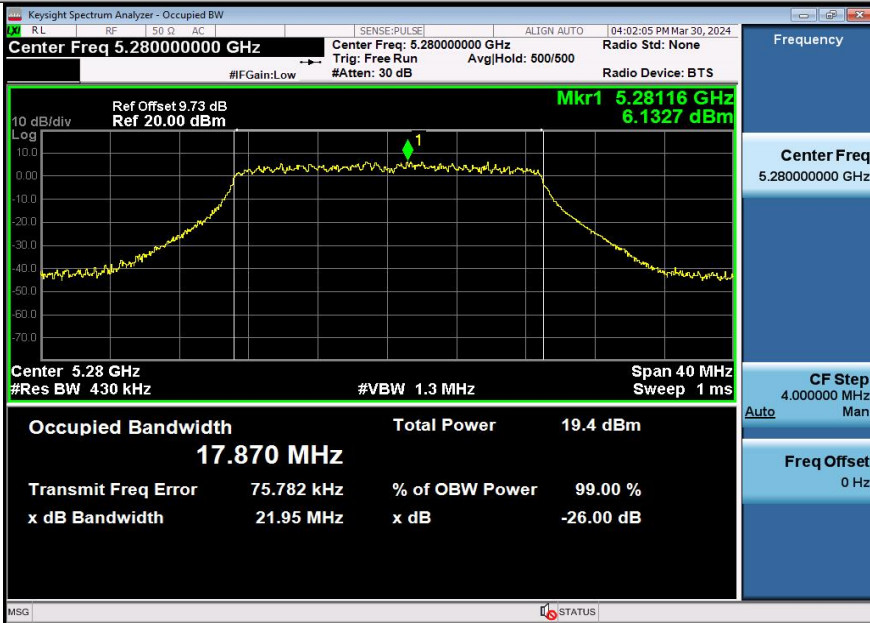 Keysight Spectrum Analyzer - Occupied BW
LXI RL RF 50 Ω AC SENSE:PULSE ALIGN AUTO 04:02:05 PM Mar 30, 2024
Center Freq 5.280000000 GHz
Center Freq: 5.280000000 GHz Radio Std: None
Trig: Free Run Avg|Hold: 500/500
#IFGain:Low #Atten: 30 dB Radio Device: BTS
Ref Offset 9.73 dB Mkr1 5.28116 GHz
10 dB/div Ref 20.00 dBm 6.1327 dBm
Log
1
10.0
0.00
-10.0
-20.0
-30.0
-40.0
-50.0
-60.0
-70.0
Center 5.28 GHz Span 40 MHz
#Res BW 430 kHz #VBW 1.3 MHz Sweep 1 ms
Occupied Bandwidth Total Power 19.4 dBm
17.870 MHz
Transmit Freq Error 75.782 kHz % of OBW Power 99.00 %
x dB Bandwidth 21.95 MHz x dB -26.00 dB
MSG STATUS
Frequency
Center Freq
5.280000000 GHz
CF Step
4.000000 MHz
Auto Man
Freq Offset
0 Hz